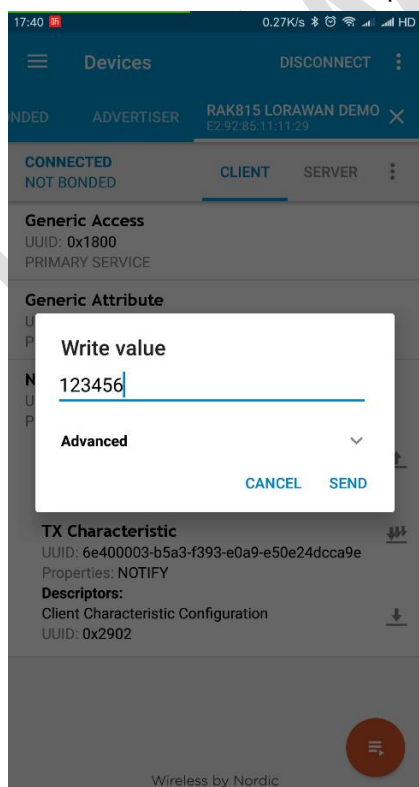 17:40 0.27K/s HD
Devices DISCONNECT
NDED ADVERTISER RAK815 LORAWAN DEMO
E2:92:85:11:11:29
CONNECTED
NOT BONDED CLIENT SERVER
Generic Access
UUID: 0x1800
PRIMARY SERVICE
Generic Attribute
U
P
Write value
N
123456
U
P
Advanced
CANCEL SEND
TX Characteristic
UUID: 6e400003-b5a3-f393-e0a9-e50e24dcca9e
Properties: NOTIFY
Descriptors:
Client Characteristic Configuration
UUID: 0x2902
Wireless by Nordic